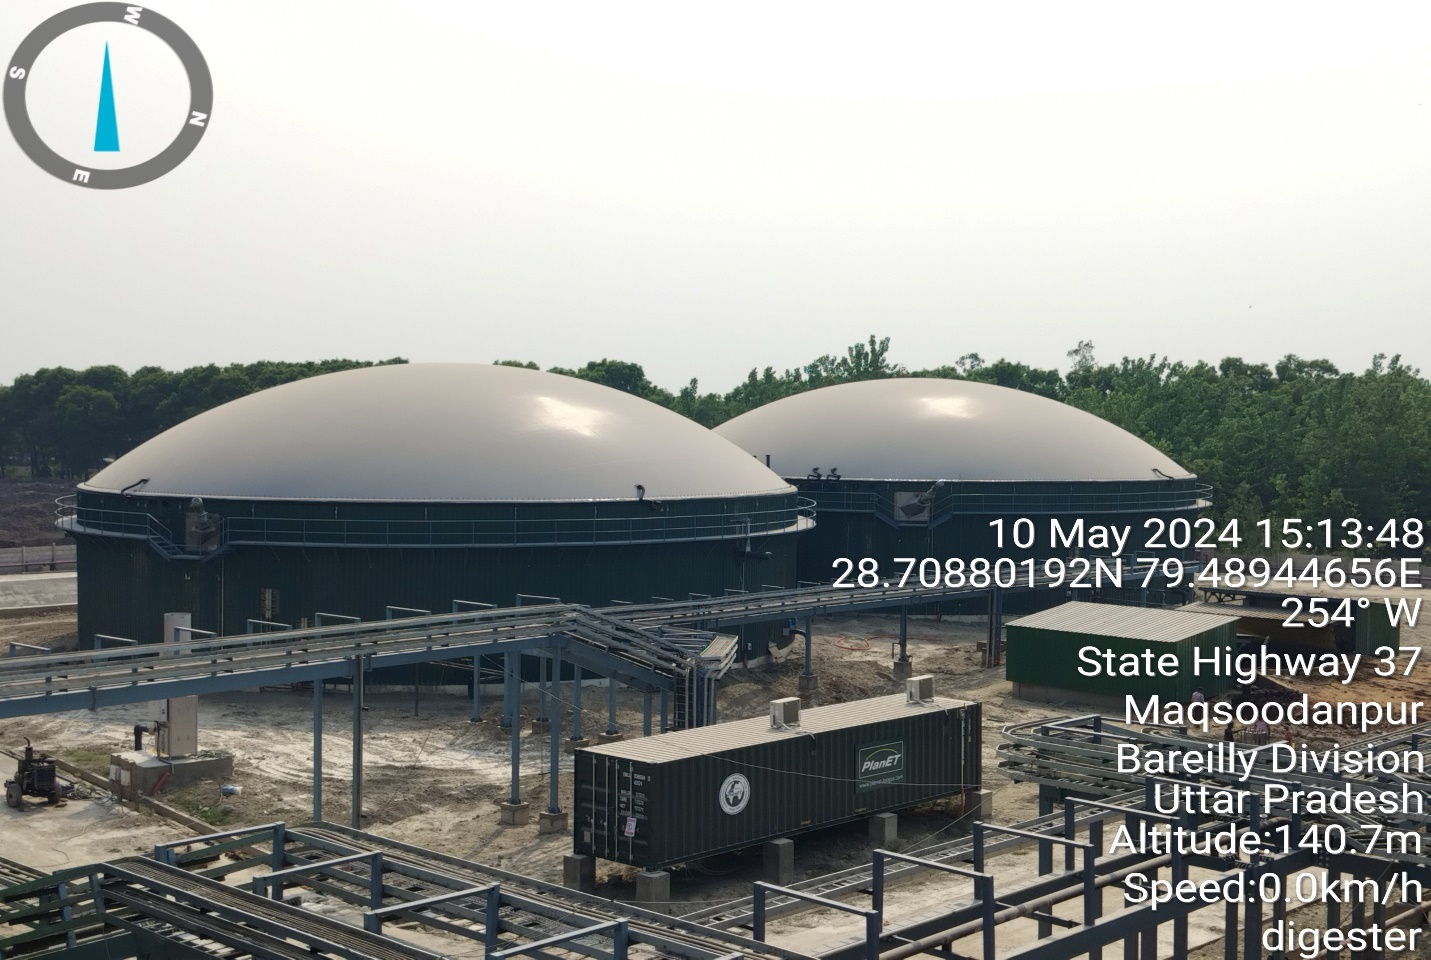 W
S
N
E
10 May 2024 15:13:48
28.70880192N 79.48944656E
254° W
State Highway 37
Maqsoodanpur
Bareilly Division
Uttar Pradesh
Altitude:140.7m
Speed:0.0km/h
digester
PlanET